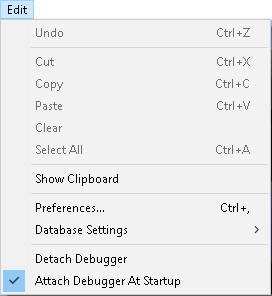 Edit
Undo Ctrl+Z
Cut Ctrl+X
Copy Ctrl+C
Paste Ctrl+V
Clear
Select All Ctrl+A
Show Clipboard
Preferences... Ctrl+,
Database Settings
Detach Debugger
Attach Debugger At Startup